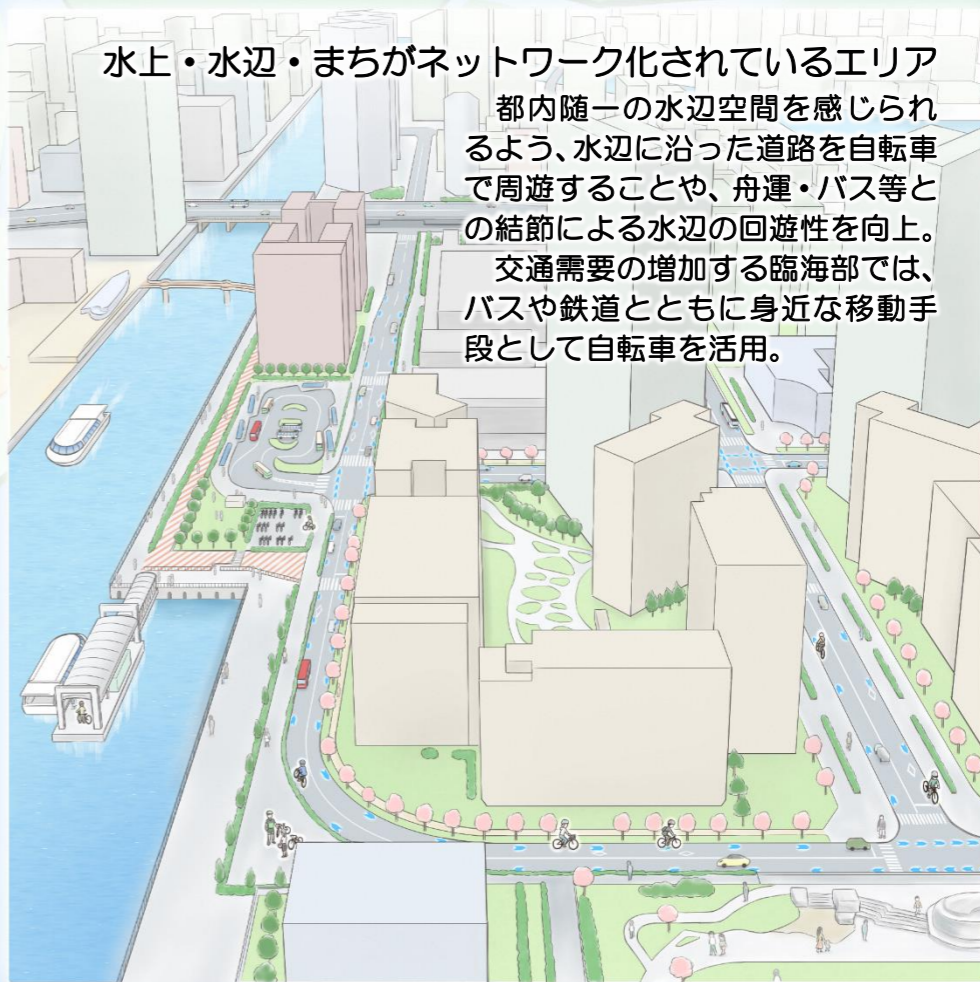 水上・水辺・まちがネットワーク化されているエリア
都内随一の水辺空間を感じられ
るよう、水辺に沿った道路を自転車
で周遊することや、舟運・バス等と
の結節による水辺の回遊性を向上。
交通需要の増加する臨海部では、
バスや鉄道とともに身近な移動手
段として自転車を活用。